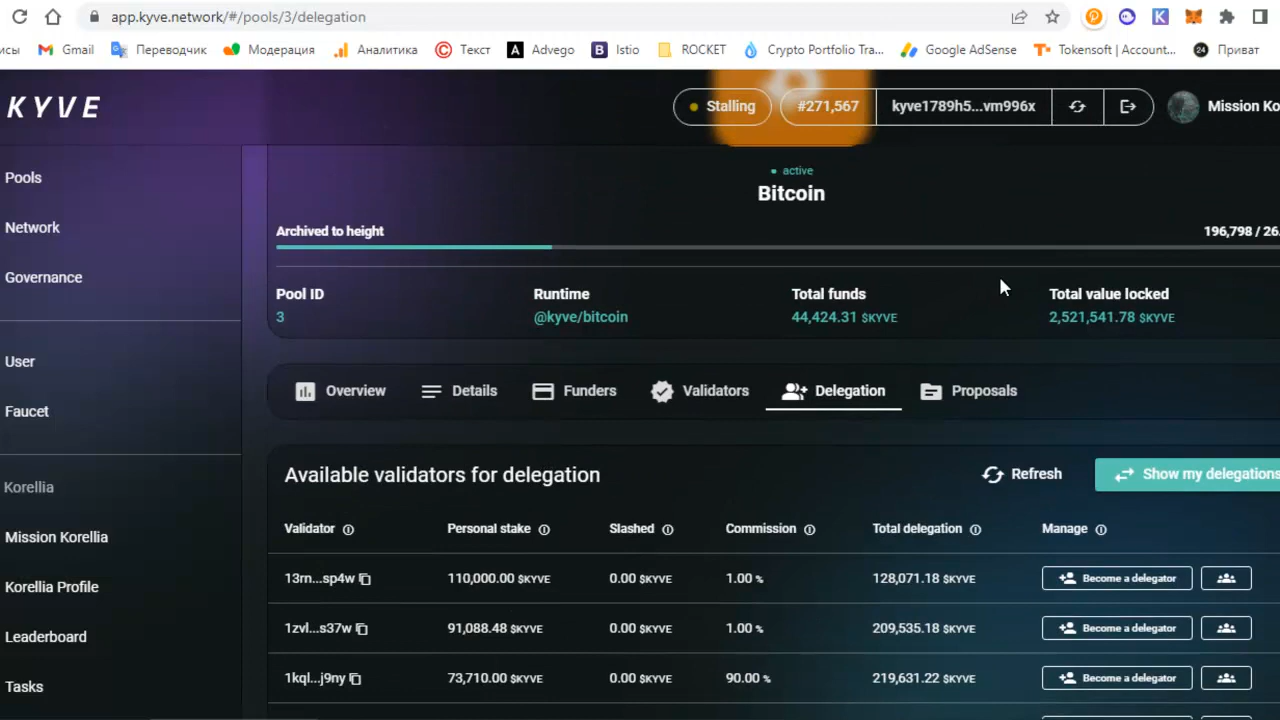 app.kyve.network/#/pools/3/delegation
исы Gmail Переводчик Модерация Аналитика Текст Advego Istio ROCKET Crypto Portfolio Tra... Google AdSense Tokensoft | Account... 24 Приват
KYVE
Stalling #271,567 kyve1789h5...vm996x Mission Ko
active
Bitcoin
Archived to height 196,798 / 26
Pools
Network
Governance
User
Faucet
Korellia
Mission Korellia
Korellia Profile
Leaderboard
Tasks
Pool ID Runtime Total funds Total value locked
3 @kyve/bitcoin 44,424.31 $KYVE 2,521,541.78 $KYVE
Overview Details Funders Validators Delegation Proposals
Available validators for delegation Refresh Show my delegations
Validator Personal stake Slashed Commission Total delegation Manage
13rn...sp4w 110,000.00 $KYVE 0.00 $KYVE 1.00 % 128,071.18 $KYVE Become a delegator
1zvl...s37w 91,088.48 $KYVE 0.00 $KYVE 1.00 % 209,535.18 $KYVE Become a delegator
1kql...j9ny 73,710.00 $KYVE 0.00 $KYVE 90.00 % 219,631.22 $KYVE Become a delegator